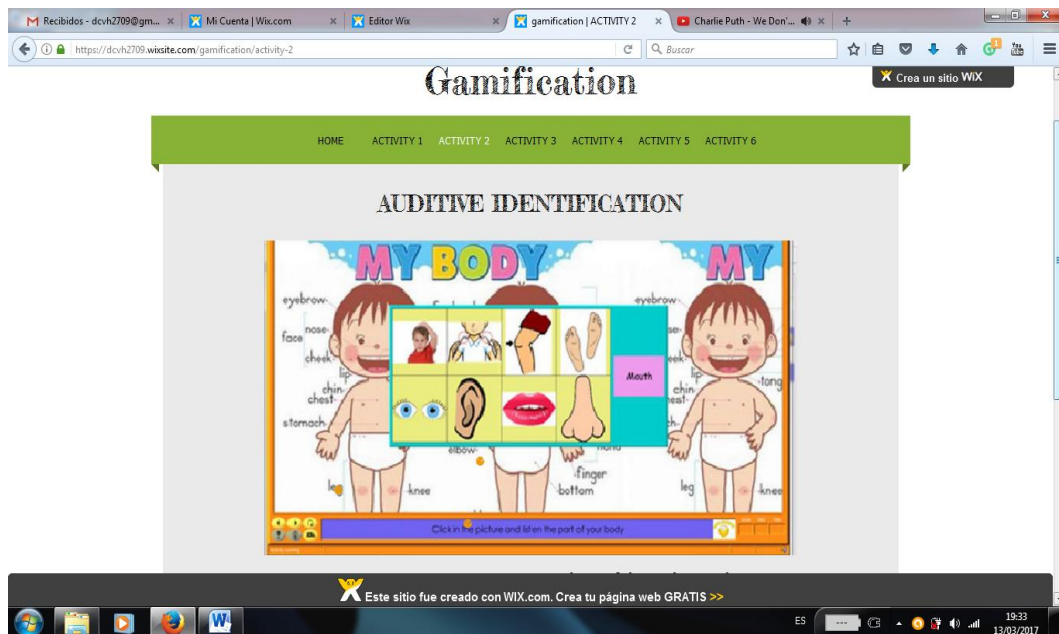 Recibidos - dcvh2709@gm...
Mi Cuenta | Wix.com
Editor Wix
gamification | ACTIVITY 2
Charlie Puth - We Don'...
https://dcvh2709.wixsite.com/gamification/activity-2
Buscar
Gamification
Crea un sitio WiX
HOME ACTIVITY 1 ACTIVITY 2 ACTIVITY 3 ACTIVITY 4 ACTIVITY 5 ACTIVITY 6
AUDITIVE IDENTIFICATION
MY BODY MY
eyebrow
eyebrow
face
nose
cheek
lip
lip
chin
chin
tong
chest
stomach
Mouth
elbow
hand
finger
leg
knee
bottom
leg
knee
Click in the picture and listen the part of your body
Este sitio fue creado con WIX.com. Crea tu página web GRATIS >>
ES
19:33
13/03/2017